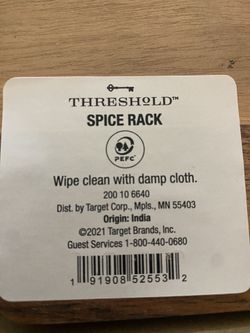 THRESHOLD™
SPICE RACK
PEFC™
Wipe clean with damp cloth.
200 10 6640
Dist. by Target Corp., Mpls., MN 55403
Origin: India
©2021 Target Brands, Inc.
Guest Services 1-800-440-0680
1 91908 52553 2